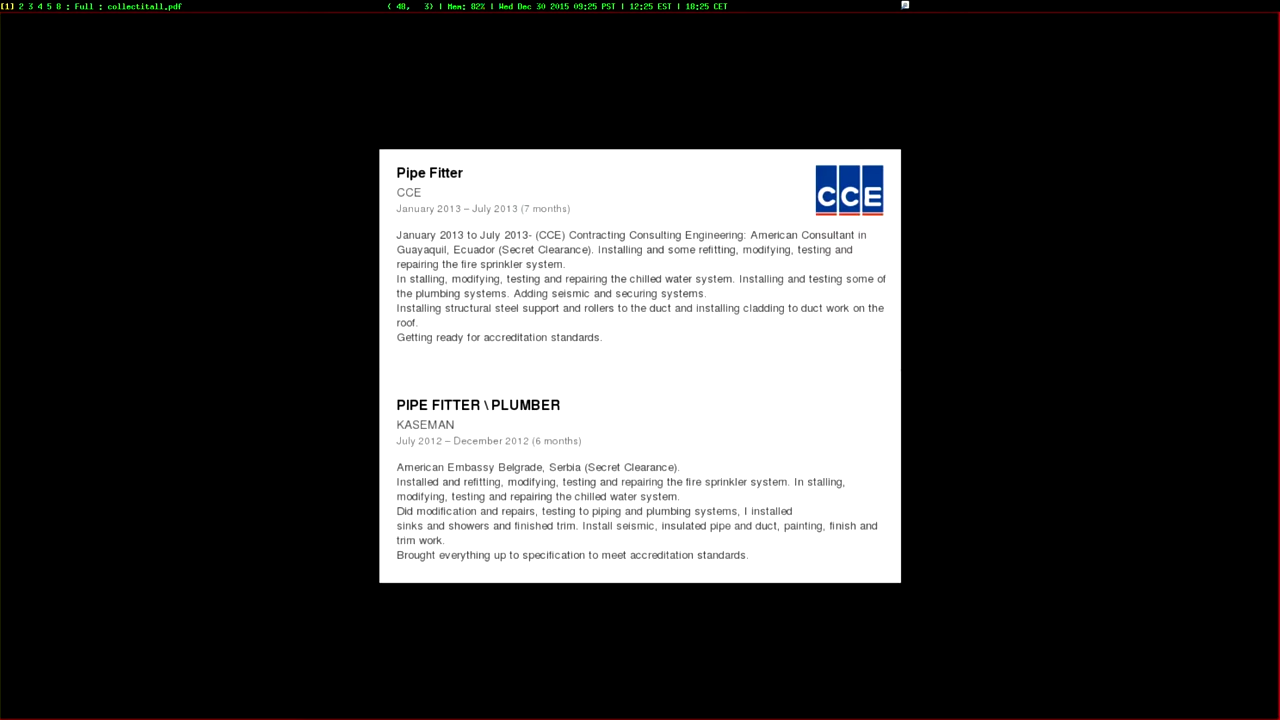 [1] 2 3 4 5 8 : Full : collectitall.pdf ( 48, 3) | Mem: 82% | Wed Dec 30 2015 09:25 PST | 12:25 EST | 18:25 CET
Pipe Fitter
CCE
CCE
January 2013 – July 2013 (7 months)
January 2013 to July 2013- (CCE) Contracting Consulting Engineering: American Consultant in
Guayaquil, Ecuador (Secret Clearance). Installing and some refitting, modifying, testing and
repairing the fire sprinkler system.
In stalling, modifying, testing and repairing the chilled water system. Installing and testing some of
the plumbing systems. Adding seismic and securing systems.
Installing structural steel support and rollers to the duct and installing cladding to duct work on the
roof.
Getting ready for accreditation standards.
PIPE FITTER \ PLUMBER
KASEMAN
July 2012 – December 2012 (6 months)
American Embassy Belgrade, Serbia (Secret Clearance).
Installed and refitting, modifying, testing and repairing the fire sprinkler system. In stalling,
modifying, testing and repairing the chilled water system.
Did modification and repairs, testing to piping and plumbing systems, I installed
sinks and showers and finished trim. Install seismic, insulated pipe and duct, painting, finish and
trim work.
Brought everything up to specification to meet accreditation standards.